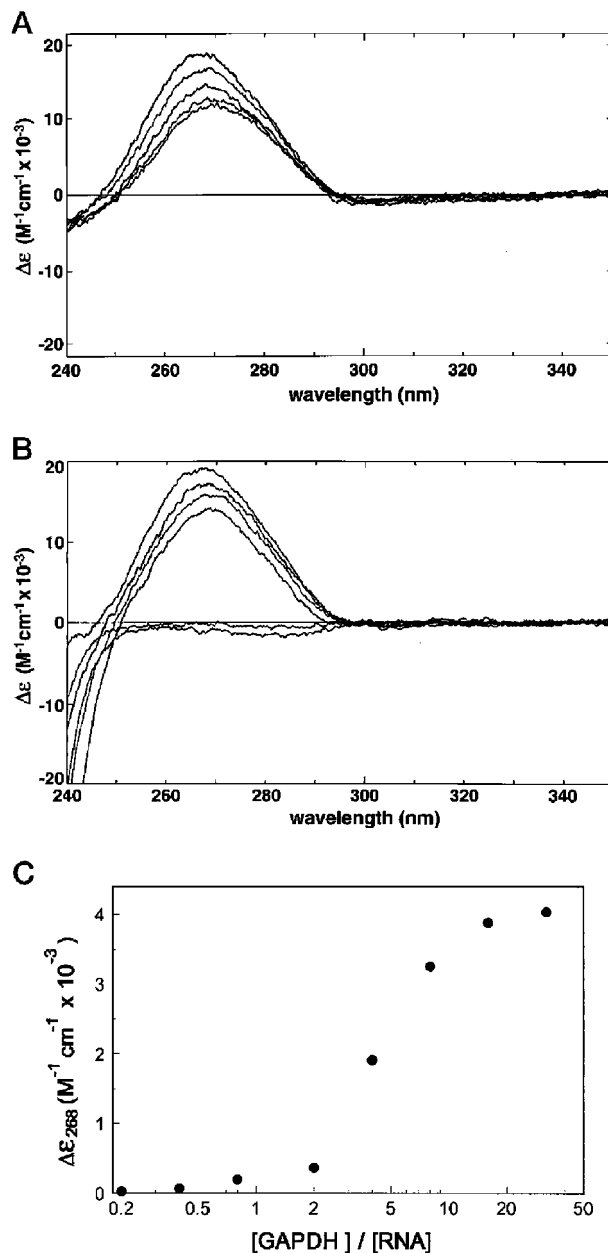 A
20
10
0
-10
-20
Δε (M⁻¹cm⁻¹ x 10⁻³)
240 260 280 300 320 340
wavelength (nm)
B
20
10
0
-10
-20
Δε (M⁻¹cm⁻¹ x 10⁻³)
240 260 280 300 320 340
wavelength (nm)
C
4
3
2
1
0
Δε₂₆₈ (M⁻¹ cm⁻¹ x 10⁻³)
0.2 0.5 1 2 5 10 20 50
[GAPDH] / [RNA]